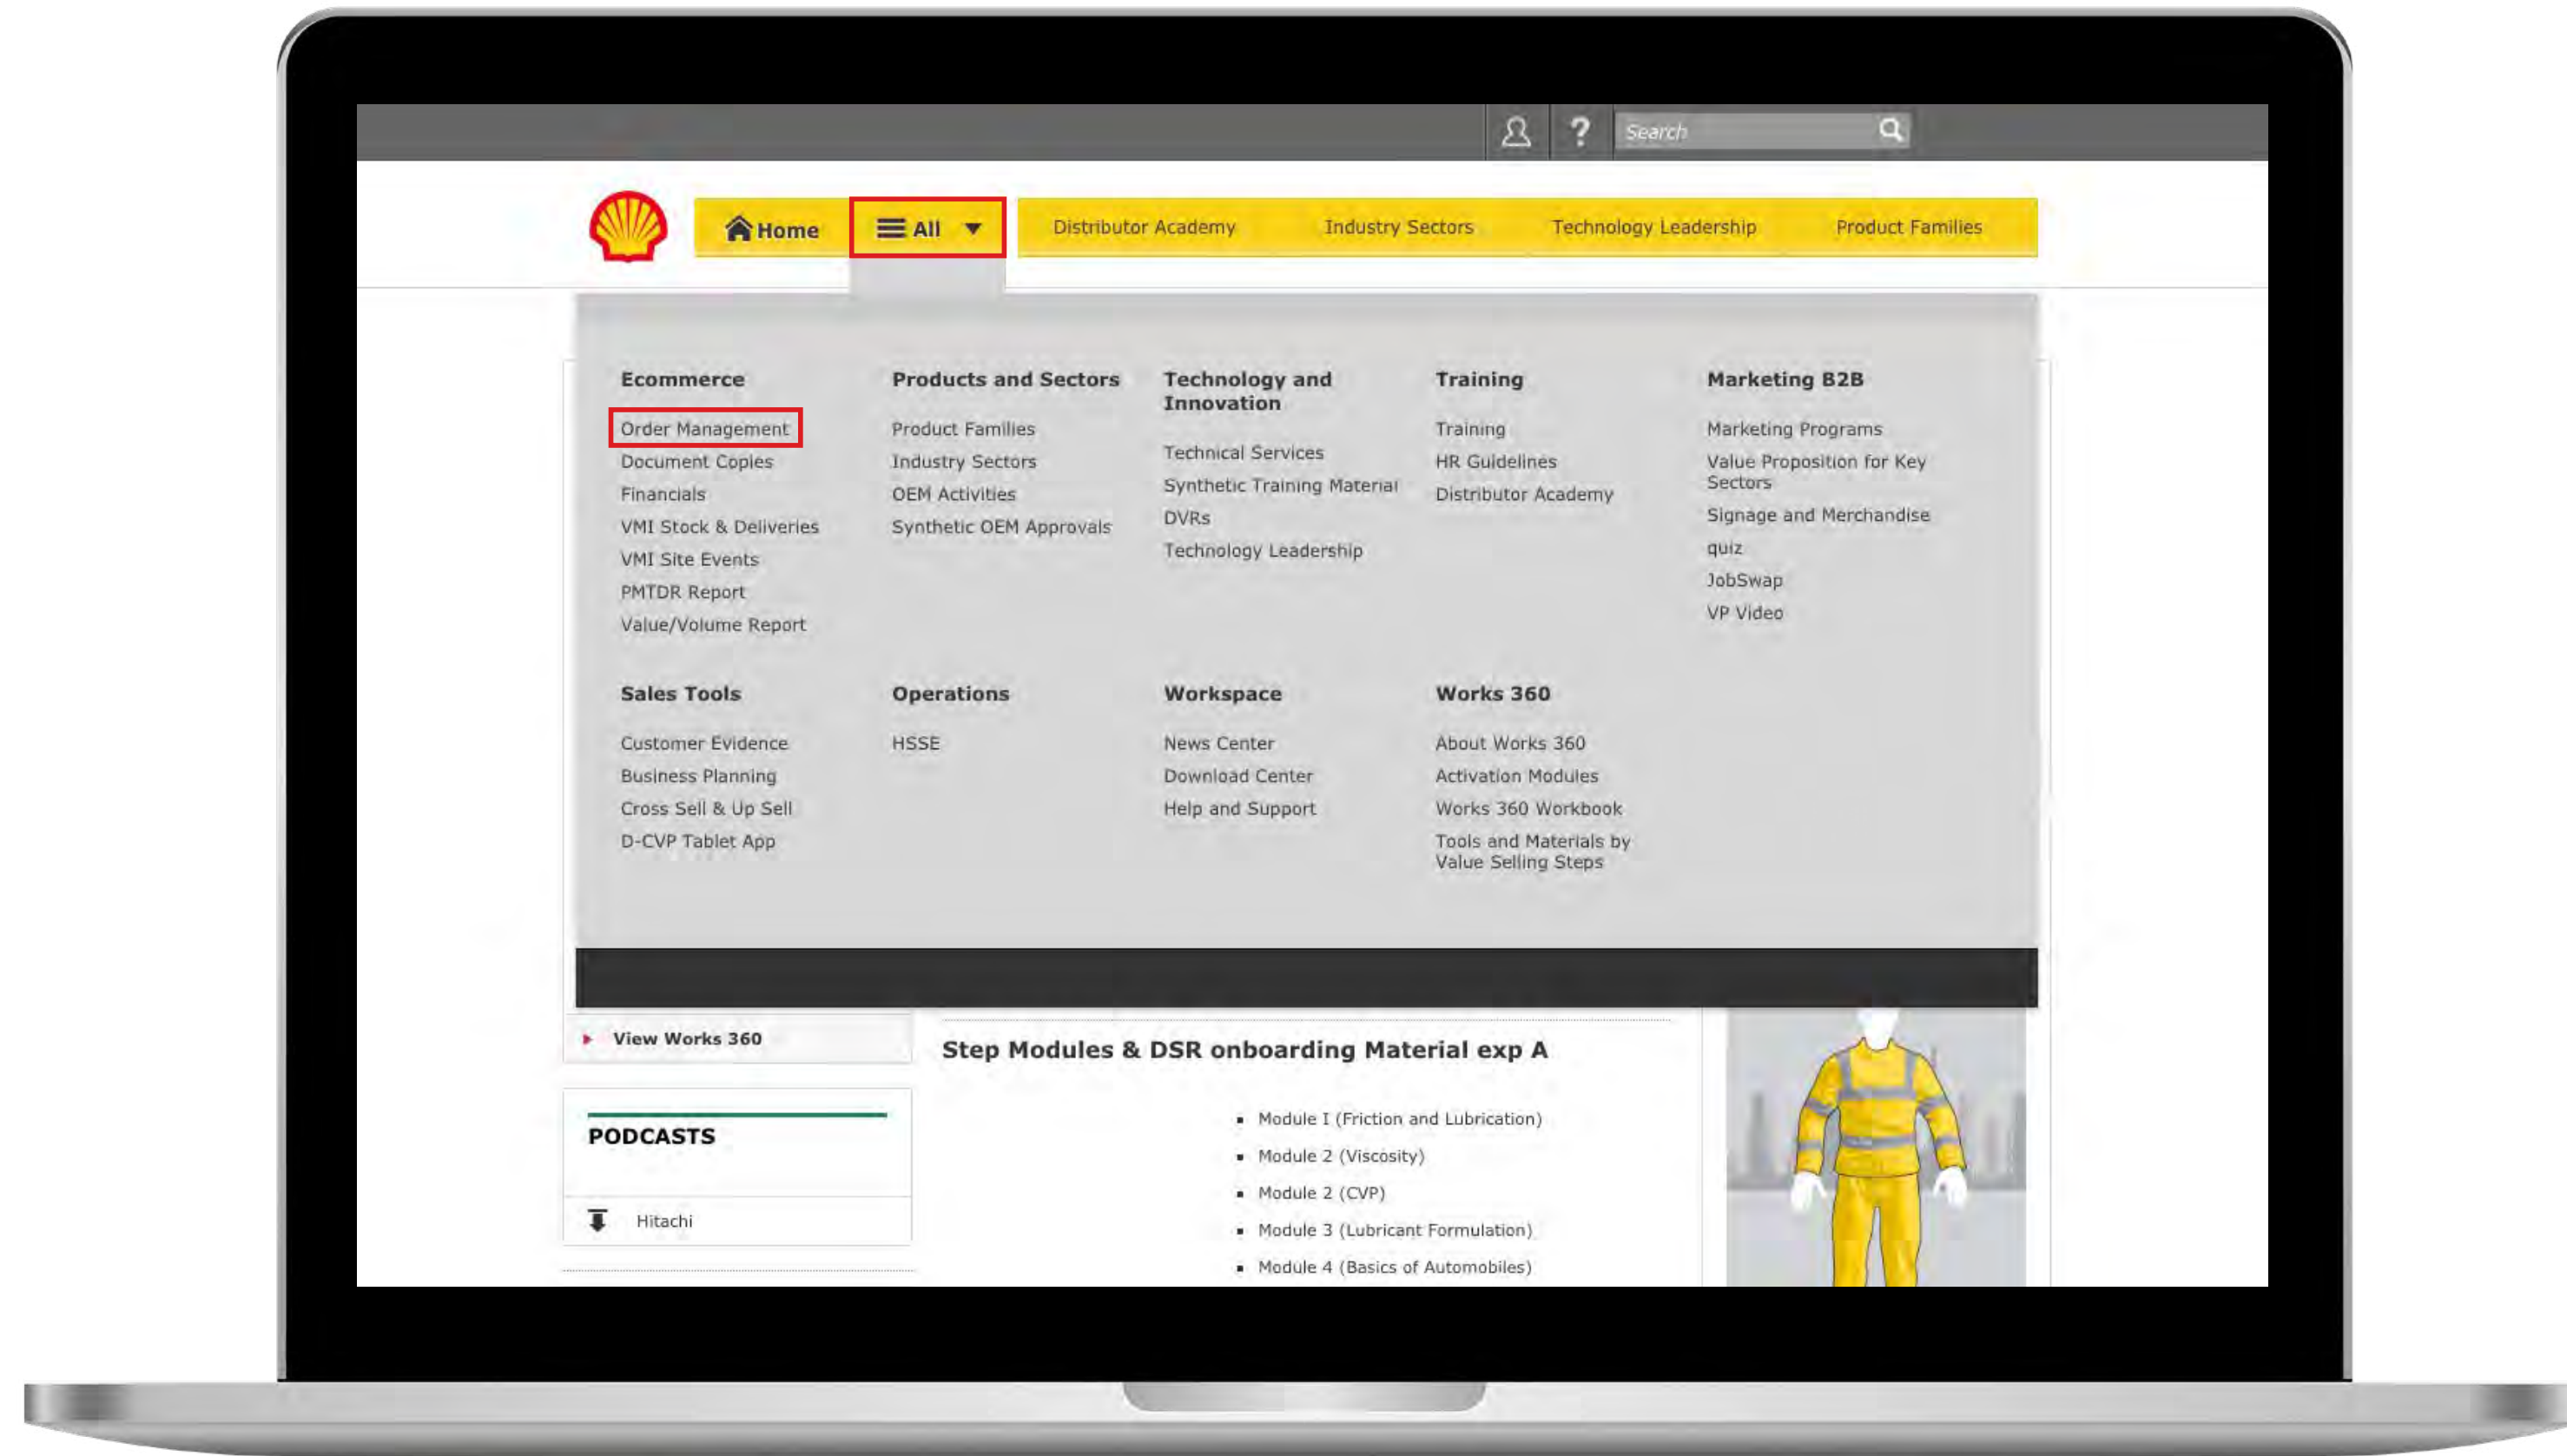 Search
Home
All
Distributor Academy
Industry Sectors
Technology Leadership
Product Families
Ecommerce
Order Management
Document Copies
Financials
VMI Stock & Deliveries
VMI Site Events
PMTDR Report
Value/Volume Report
Products and Sectors
Product Families
Industry Sectors
OEM Activities
Synthetic OEM Approvals
Technology and
Innovation
Technical Services
Synthetic Training Material
DVRs
Technology Leadership
Training
Training
HR Guidelines
Distributor Academy
Marketing B2B
Marketing Programs
Value Proposition for Key
Sectors
Signage and Merchandise
quiz
JobSwap
VP Video
Sales Tools
Customer Evidence
Business Planning
Cross Sell & Up Sell
D-CVP Tablet App
Operations
HSSE
Workspace
News Center
Download Center
Help and Support
Works 360
About Works 360
Activation Modules
Works 360 Workbook
Tools and Materials by
Value Selling Steps
View Works 360
PODCASTS
Hitachi
Step Modules & DSR onboarding Material exp A
Module I (Friction and Lubrication)
Module 2 (Viscosity)
Module 2 (CVP)
Module 3 (Lubricant Formulation)
Module 4 (Basics of Automobiles)